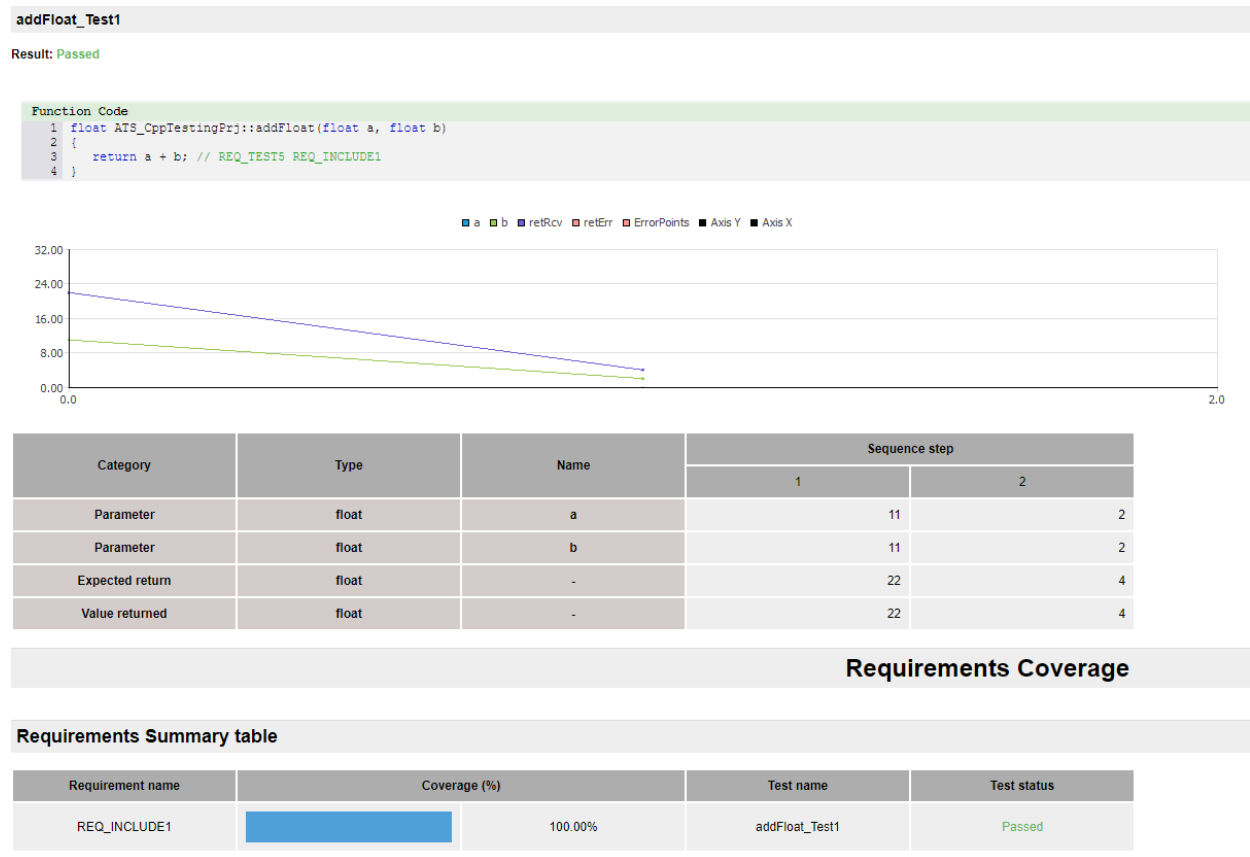 addFloat_Test1
Result: Passed
Function Code
1 float ATS_CppTestingPrj::addFloat(float a, float b)
2 {
3 return a + b; // REQ_TEST5 REQ_INCLUDE1
4 }
a b retRcv retErr ErrorPoints Axis Y Axis X
32.00
24.00
16.00
8.00
0.00
0.0 2.0
Category Type Name Sequence step
1 2
Parameter float a 11 2
Parameter float b 11 2
Expected return float - 22 4
Value returned float - 22 4
Requirements Coverage
Requirements Summary table
Requirement name Coverage (%) Test name Test status
REQ_INCLUDE1 100.00% addFloat_Test1 Passed